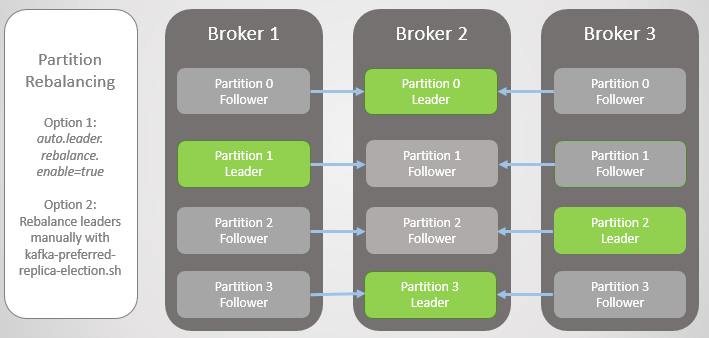 Partition
Rebalancing
Option 1:
auto.leader.
rebalance.
enable=true
Option 2:
Rebalance leaders
manually with
kafka-preferred-
replica-election.sh
Broker 1
Partition 0
Follower
Partition 1
Leader
Partition 2
Follower
Partition 3
Follower
Broker 2
Partition 0
Leader
Partition 1
Follower
Partition 2
Follower
Partition 3
Leader
Broker 3
Partition 0
Follower
Partition 1
Follower
Partition 2
Leader
Partition 3
Follower